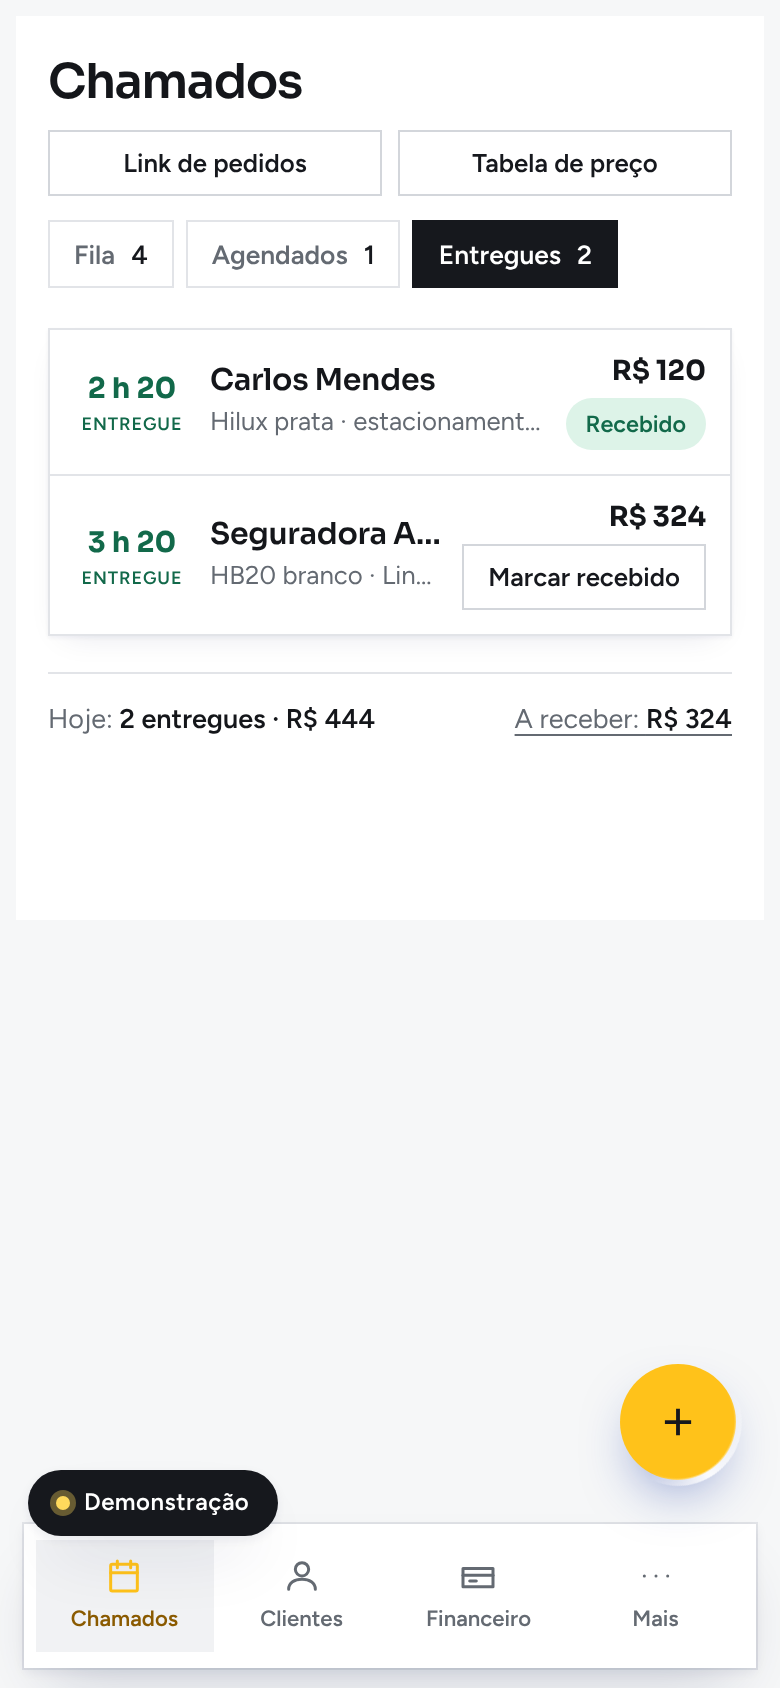 Chamados
Link de pedidos
Tabela de preço
Fila 4
Agendados 1
Entregues 2
2 h 20
ENTREGUE
Carlos Mendes
Hilux prata · estacionament...
R$ 120
Recebido
3 h 20
ENTREGUE
Seguradora A...
HB20 branco · Lin...
R$ 324
Marcar recebido
Hoje: 2 entregues · R$ 444
A receber: R$ 324
+
Demonstração
Chamados
Clientes
Financeiro
Mais